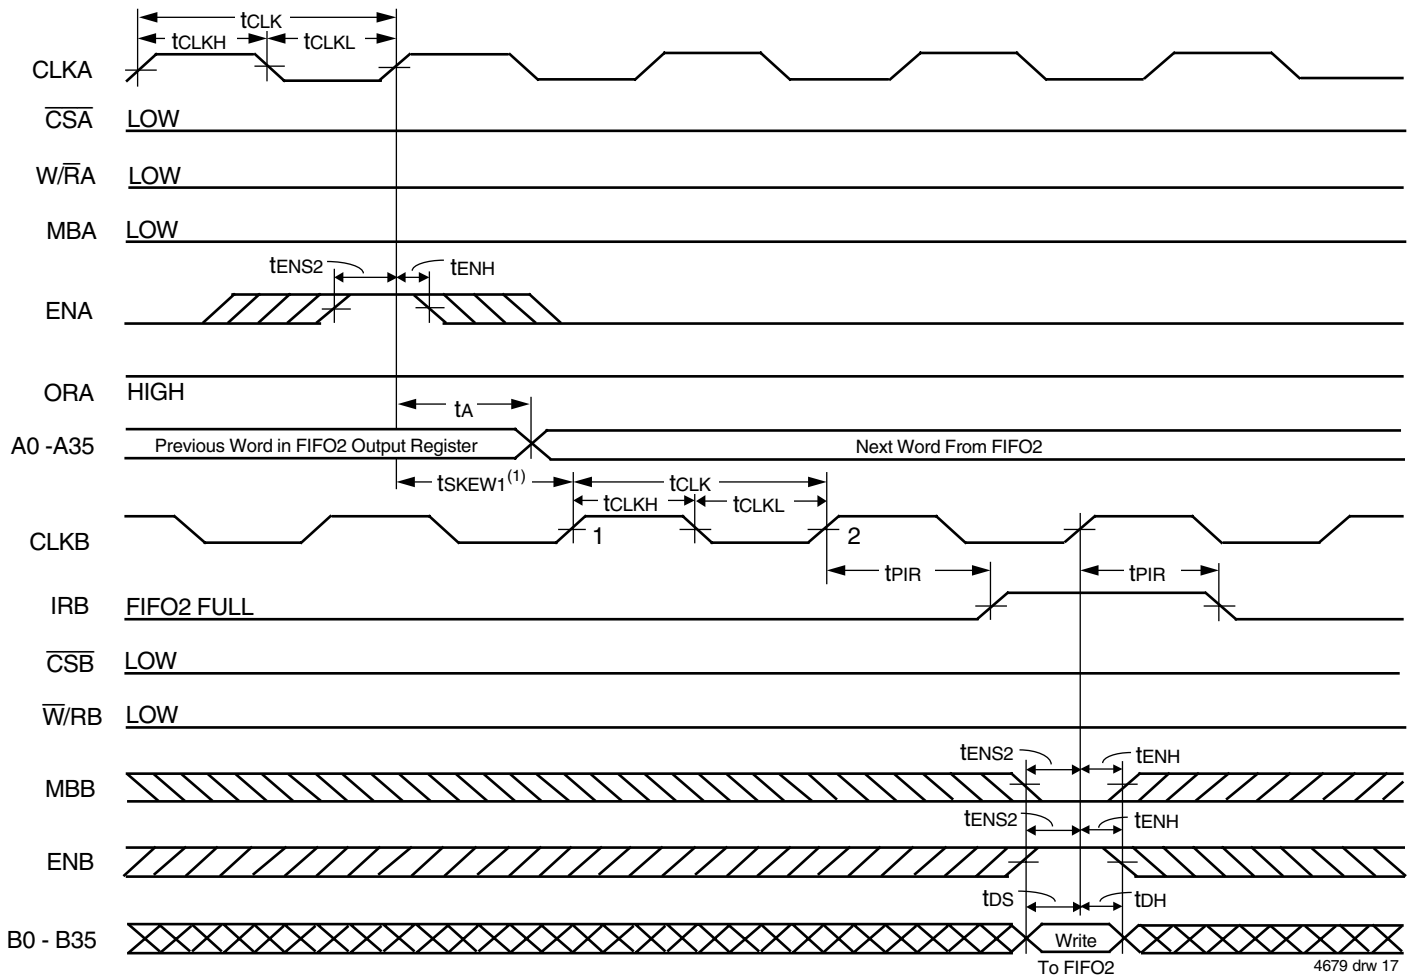 tCLK
tCLKH tCLKL
CLKA
CSA LOW
W/RA LOW
MBA LOW
tENS2 tENH
ENA
ORA HIGH
tA
A0 -A35 Previous Word in FIFO2 Output Register Next Word From FIFO2
tSKEW1(1) tCLK
tCLKH tCLKL
CLKB 1 2
tPIR tPIR
IRB FIFO2 FULL
CSB LOW
W/RB LOW
tENS2 tENH
MBB
tENS2 tENH
ENB
tDS tDH
B0 - B35 Write
To FIFO2 4679 drw 17